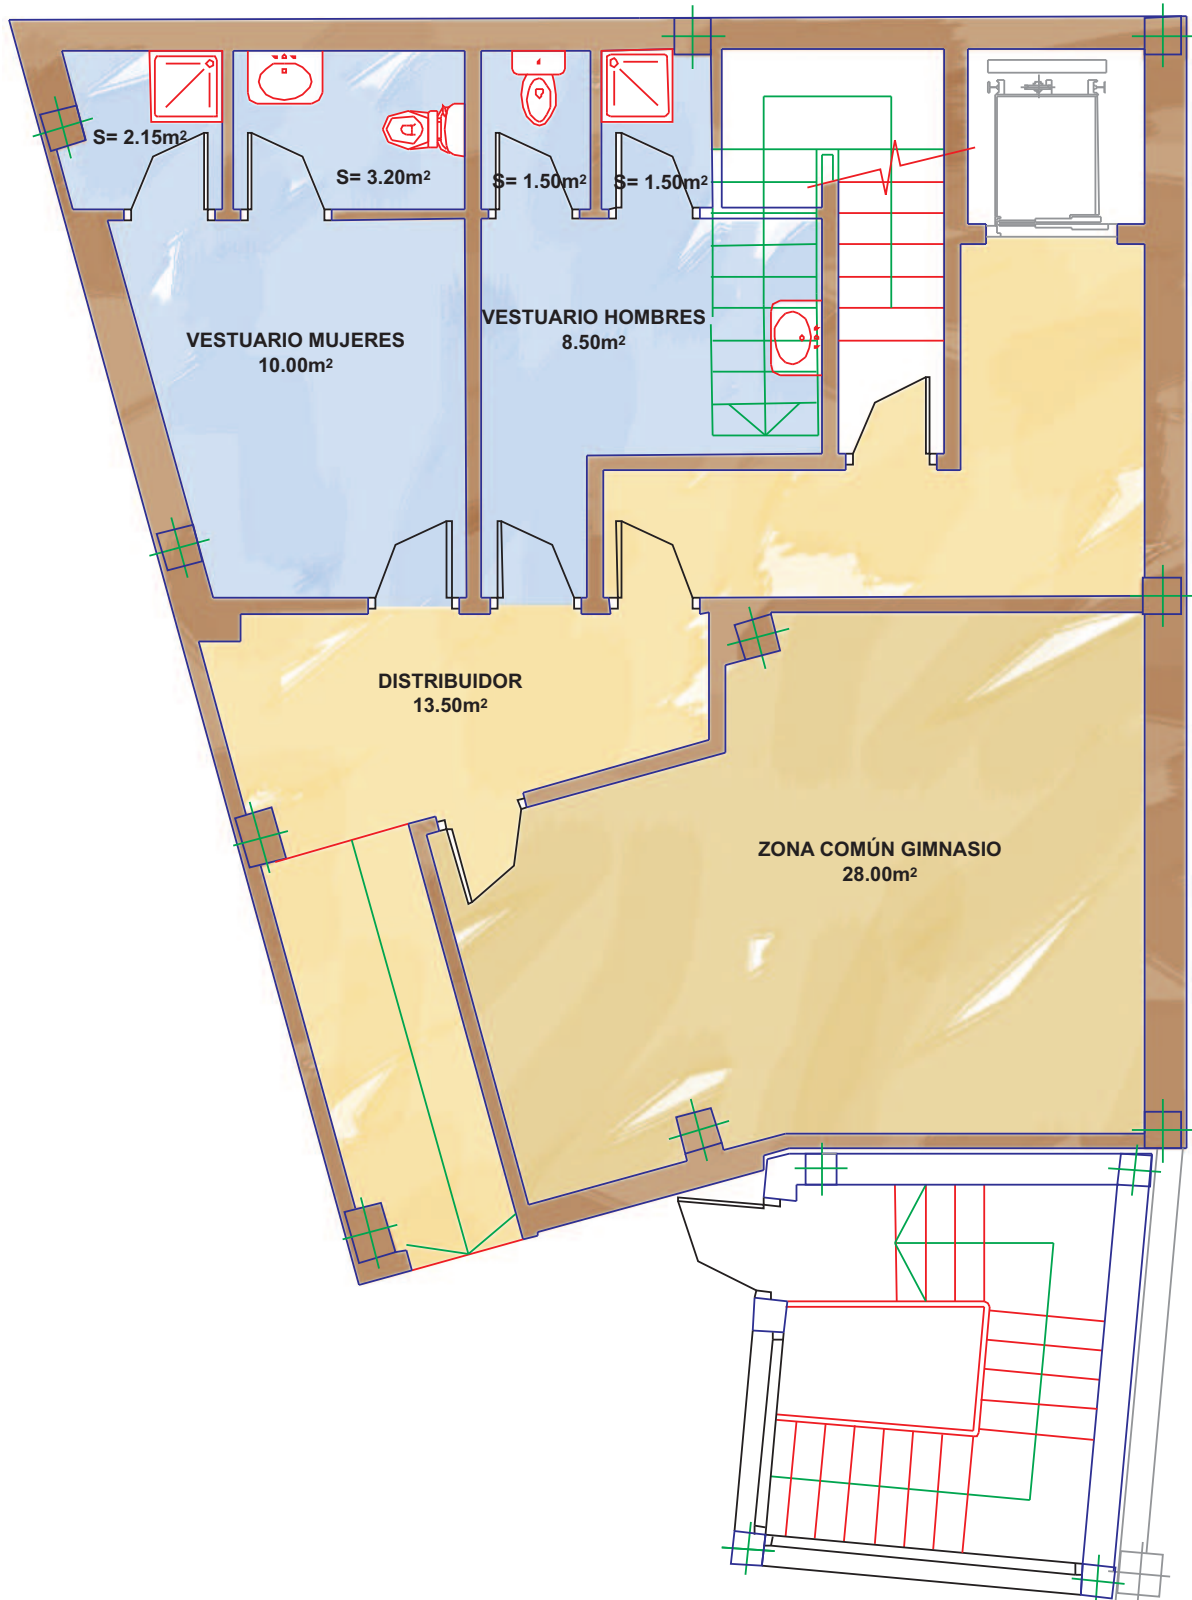 S= 2.15m²
S= 3.20m²
S= 1.50m²
S= 1.50m²
VESTUARIO MUJERES
10.00m²
VESTUARIO HOMBRES
8.50m²
DISTRIBUIDOR
13.50m²
ZONA COMÚN GIMNASIO
28.00m²